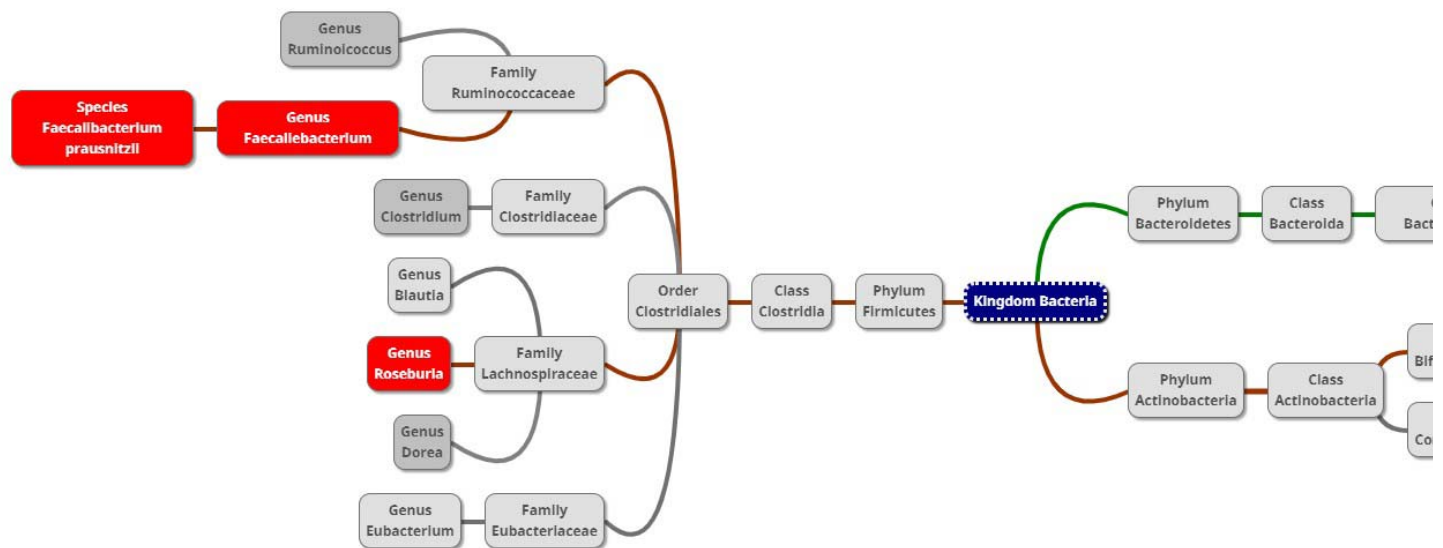 Genus
Ruminoicoccus
Family
Ruminococcaceae
Species
Faecalibacterium
prausnitzii
Genus
Faecaliebacterium
Genus
Clostridium
Family
Clostridiaceae
Genus
Blautia
Genus
Roseburia
Family
Lachnospiraceae
Genus
Dorea
Genus
Eubacterium
Family
Eubacteriaceae
Order
Clostridiales
Class
Clostridia
Phylum
Firmicutes
Kingdom Bacteria
Phylum
Bacteroidetes
Class
Bacteroida
Phylum
Actinobacteria
Class
Actinobacteria